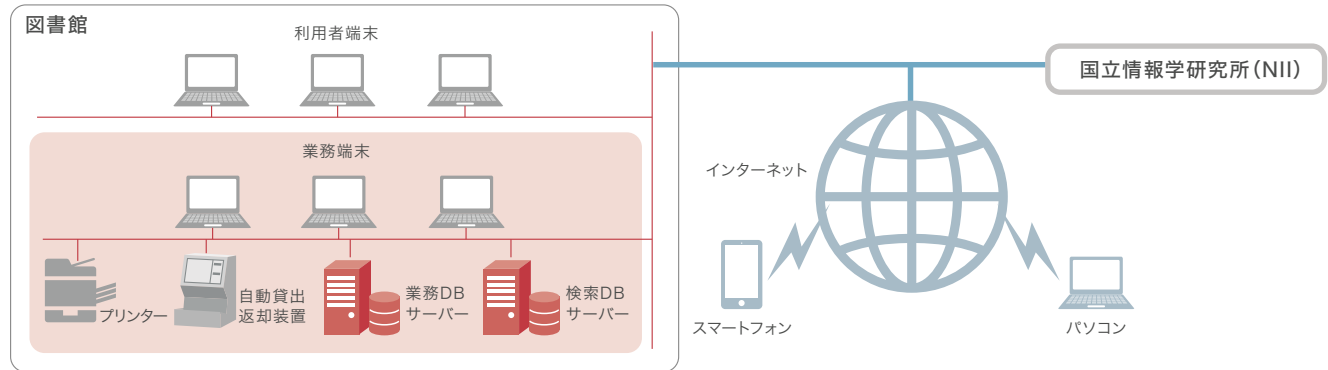 図書館
利用者端末
国立情報学研究所(NII)
業務端末
インターネット
プリンター
自動貸出
返却装置
業務DB
サーバー
検索DB
サーバー
スマートフォン
パソコン